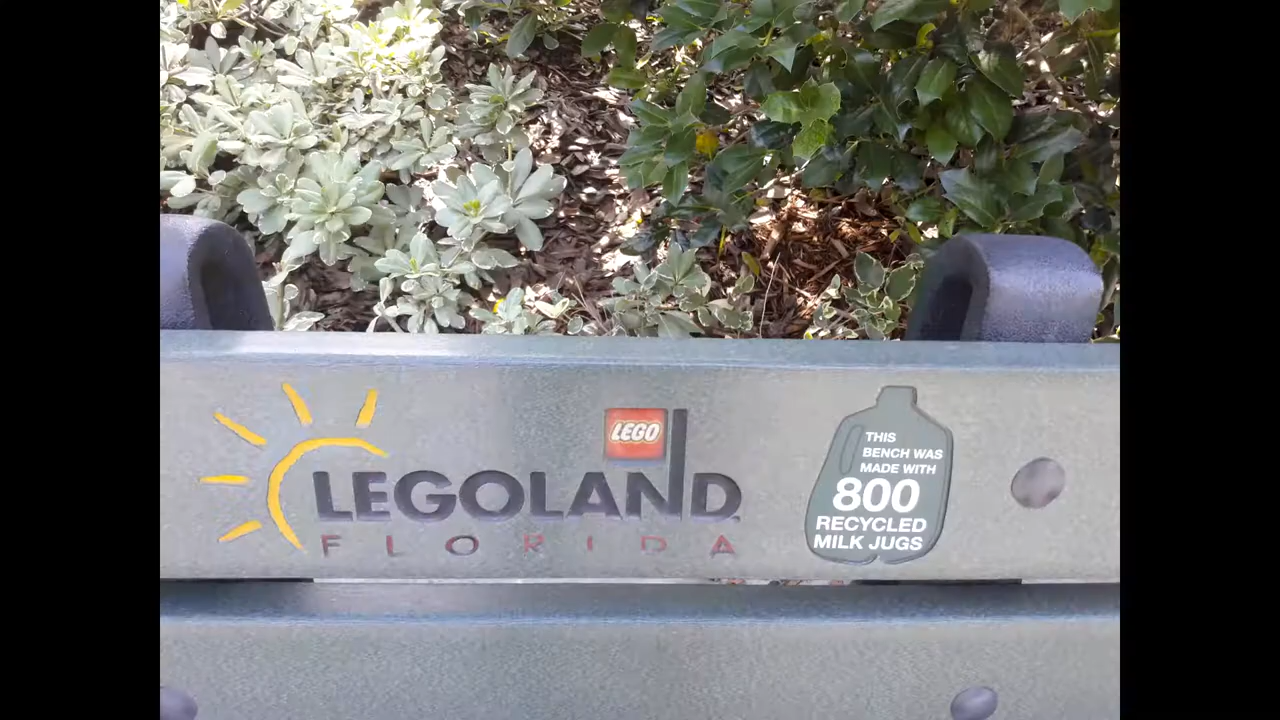 LEGO
LEGOLAND
FLORIDA
THIS
BENCH WAS
MADE WITH
800
RECYCLED
MILK JUGS